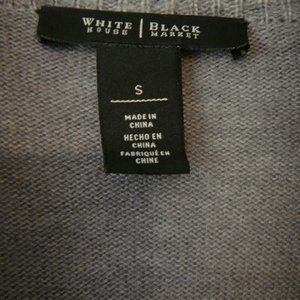 WHITE | BLACK
HOUSE | MARKET
S
MADE IN
CHINA
HECHO EN
CHINA
FABRIQUÉ EN
CHINE